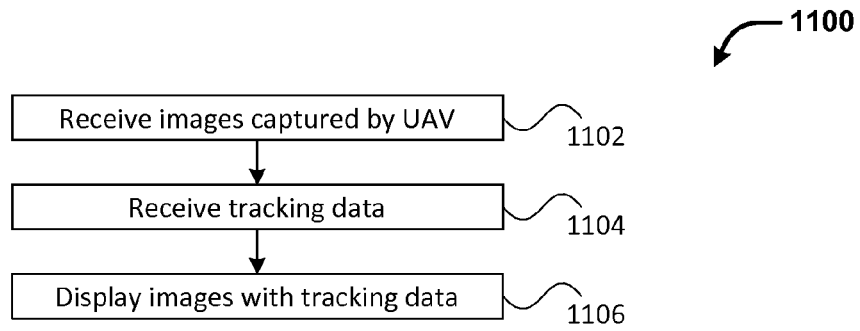 1100
Receive images captured by UAV
1102
Receive tracking data
1104
Display images with tracking data
1106